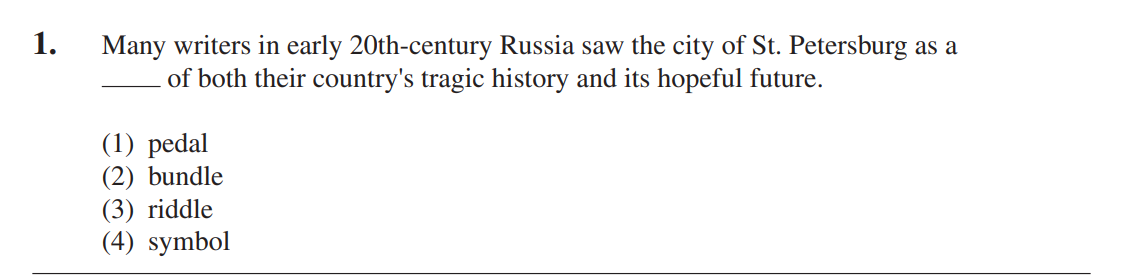 1. Many writers in early 20th-century Russia saw the city of St. Petersburg as a
____ of both their country's tragic history and its hopeful future.
(1) pedal
(2) bundle
(3) riddle
(4) symbol